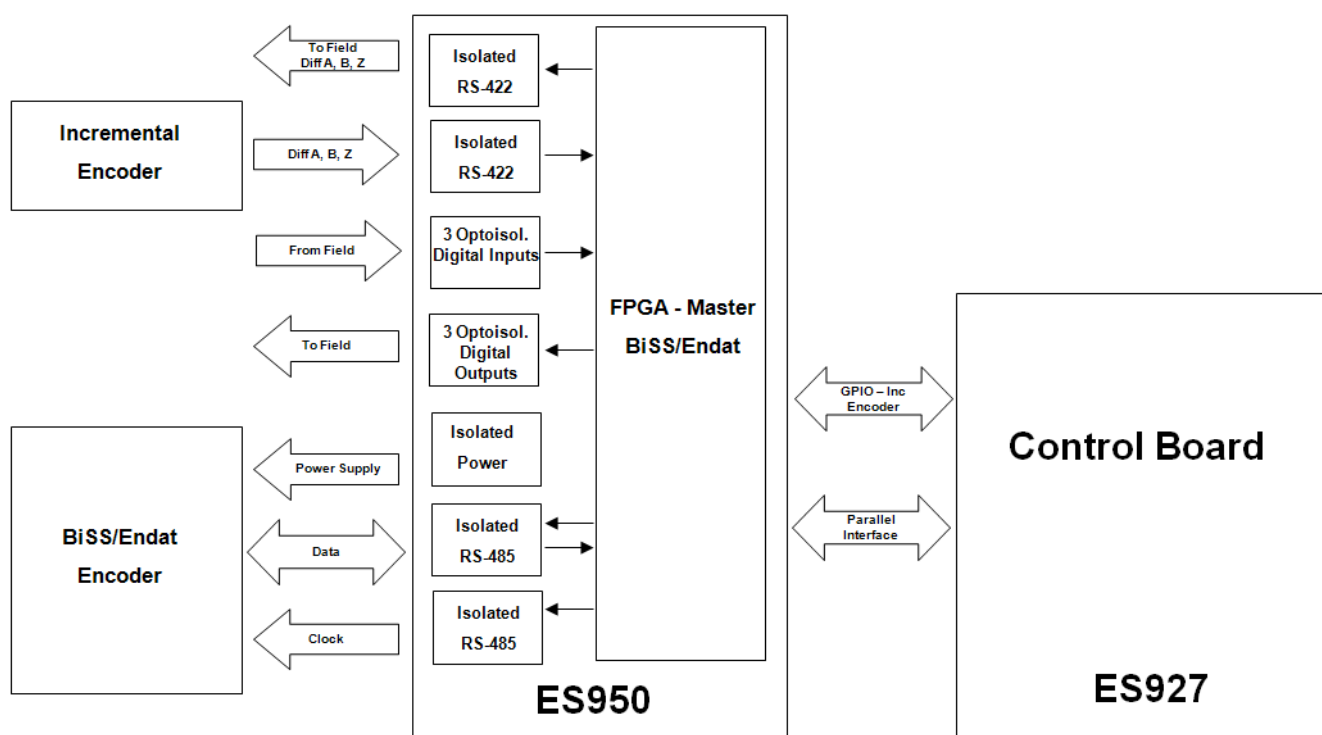 To Field
Diff A, B, Z
Isolated
RS-422
Incremental
Encoder
Diff A, B, Z
Isolated
RS-422
From Field
3 Optoisol.
Digital Inputs
To Field
3 Optoisol.
Digital
Outputs
FPGA - Master
BiSS/Endat
GPIO – Inc
Encoder
Parallel
Interface
Control Board
ES927
BiSS/Endat
Encoder
Power Supply
Isolated
Power
Data
Isolated
RS-485
Clock
Isolated
RS-485
ES950